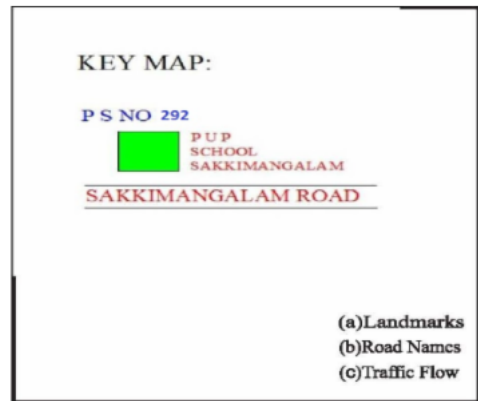 KEY MAP:
P S NO 292
P U P
SCHOOL
SAKKIMANGALAM
SAKKIMANGALAM ROAD
(a)Landmarks
(b)Road Names
(c)Traffic Flow